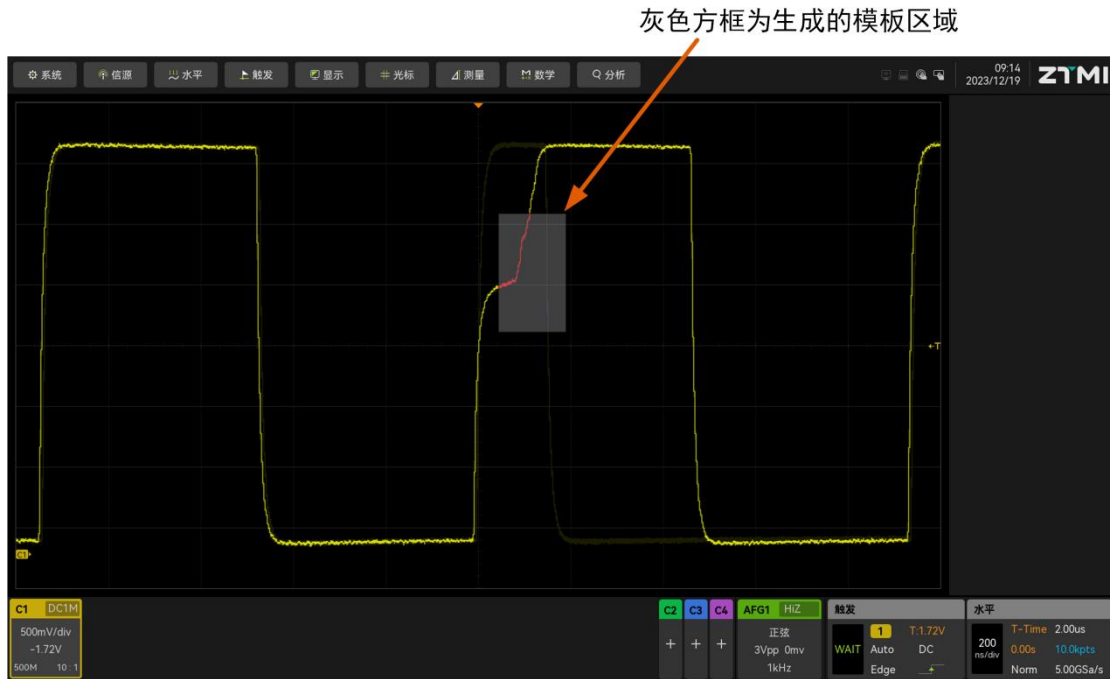 灰色方框为生成的模板区域
系统 信源 水平 触发 显示 光标 测量 数学 分析
09:14
2023/12/19
ZTMI
T
C1
C1 DC1M
500mV/div
-1.72V
500M 10:1
C2 C3 C4
+ + +
AFG1 HiZ
正弦
3Vpp 0mv
1kHz
触发
1 T:1.72V
WAIT Auto DC
Edge
水平
T-Time 2.00us
200 ns/div 0.00s 10.0kpts
Norm 5.00GSa/s